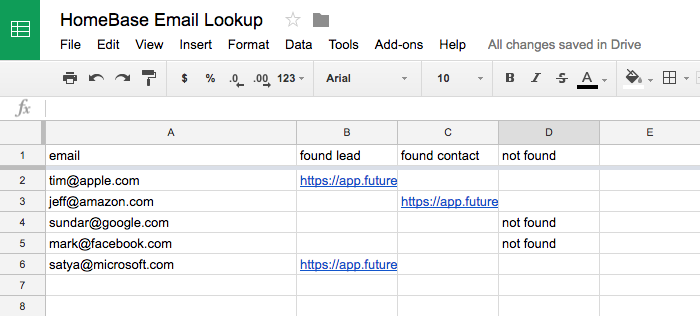 HomeBase Email Lookup
File Edit View Insert Format Data Tools Add-ons Help All changes saved in Drive
$ % .0 .00 123 Arial 10 B I S A
fx
A B C D E
1 email found lead found contact not found
2 tim@apple.com https://app.future
3 jeff@amazon.com https://app.future
4 sundar@google.com not found
5 mark@facebook.com not found
6 satya@microsoft.com https://app.future
7
8